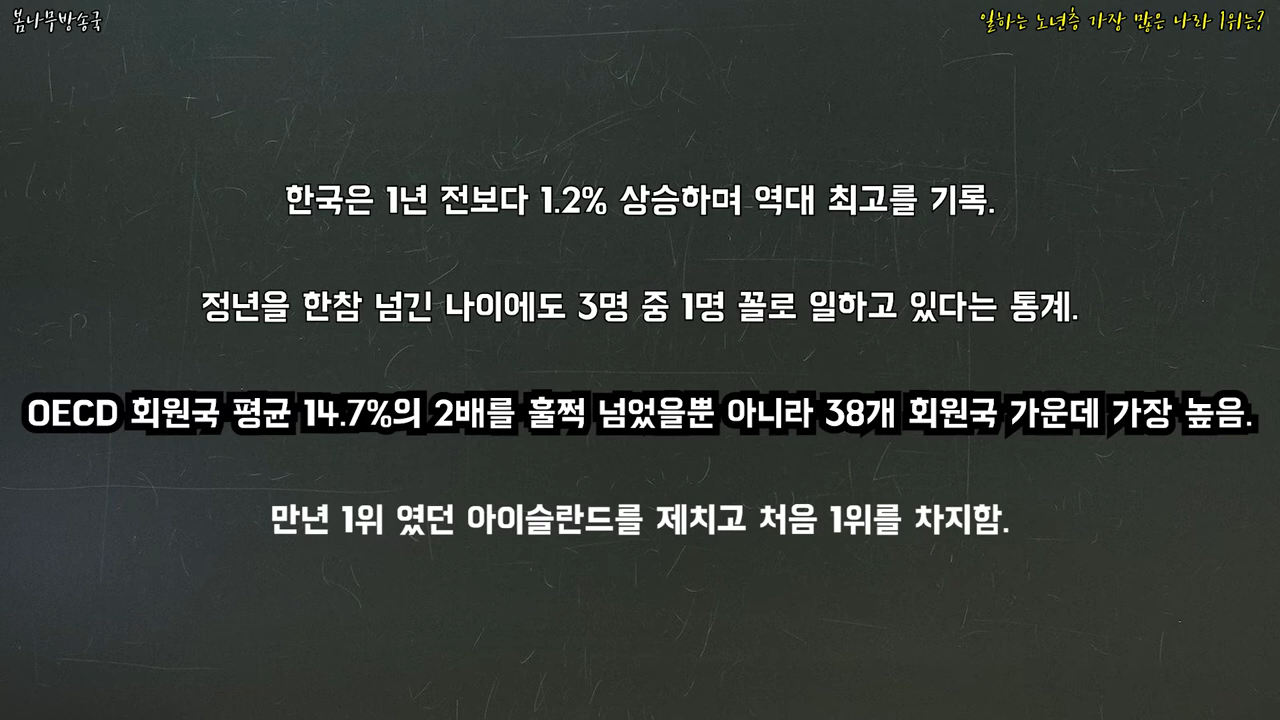 봄나무방송국
일하는 노년층 가장 많은 나라 1위는?
한국은 1년 전보다 1.2% 상승하며 역대 최고를 기록.
정년을 한참 넘긴 나이에도 3명 중 1명 꼴로 일하고 있다는 통계.
OECD 회원국 평균 14.7%의 2배를 훌쩍 넘었을뿐 아니라 38개 회원국 가운데 가장 높음.
만년 1위 였던 아이슬란드를 제치고 처음 1위를 차지함.